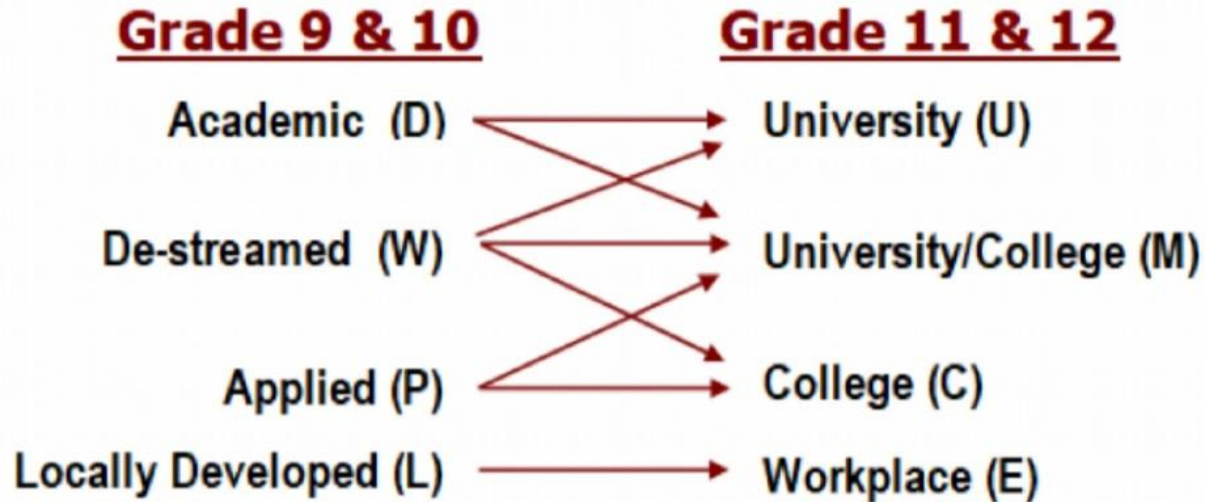 Grade 9 & 10
Grade 11 & 12
Academic (D)
University (U)
De-streamed (W)
University/College (M)
Applied (P)
College (C)
Locally Developed (L)
Workplace (E)